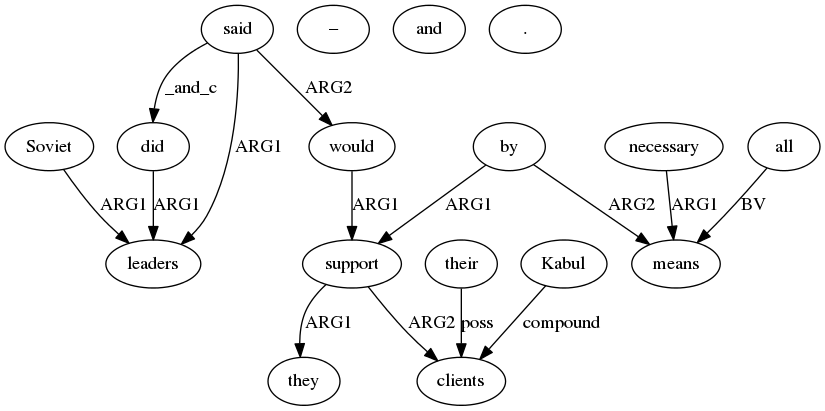 said – and .
_and_c ARG2
Soviet did ARG1 would by necessary all
ARG1 ARG1 ARG1 ARG1 ARG2 ARG1 BV
leaders support their Kabul means
ARG1 ARG2 poss compound
they clients